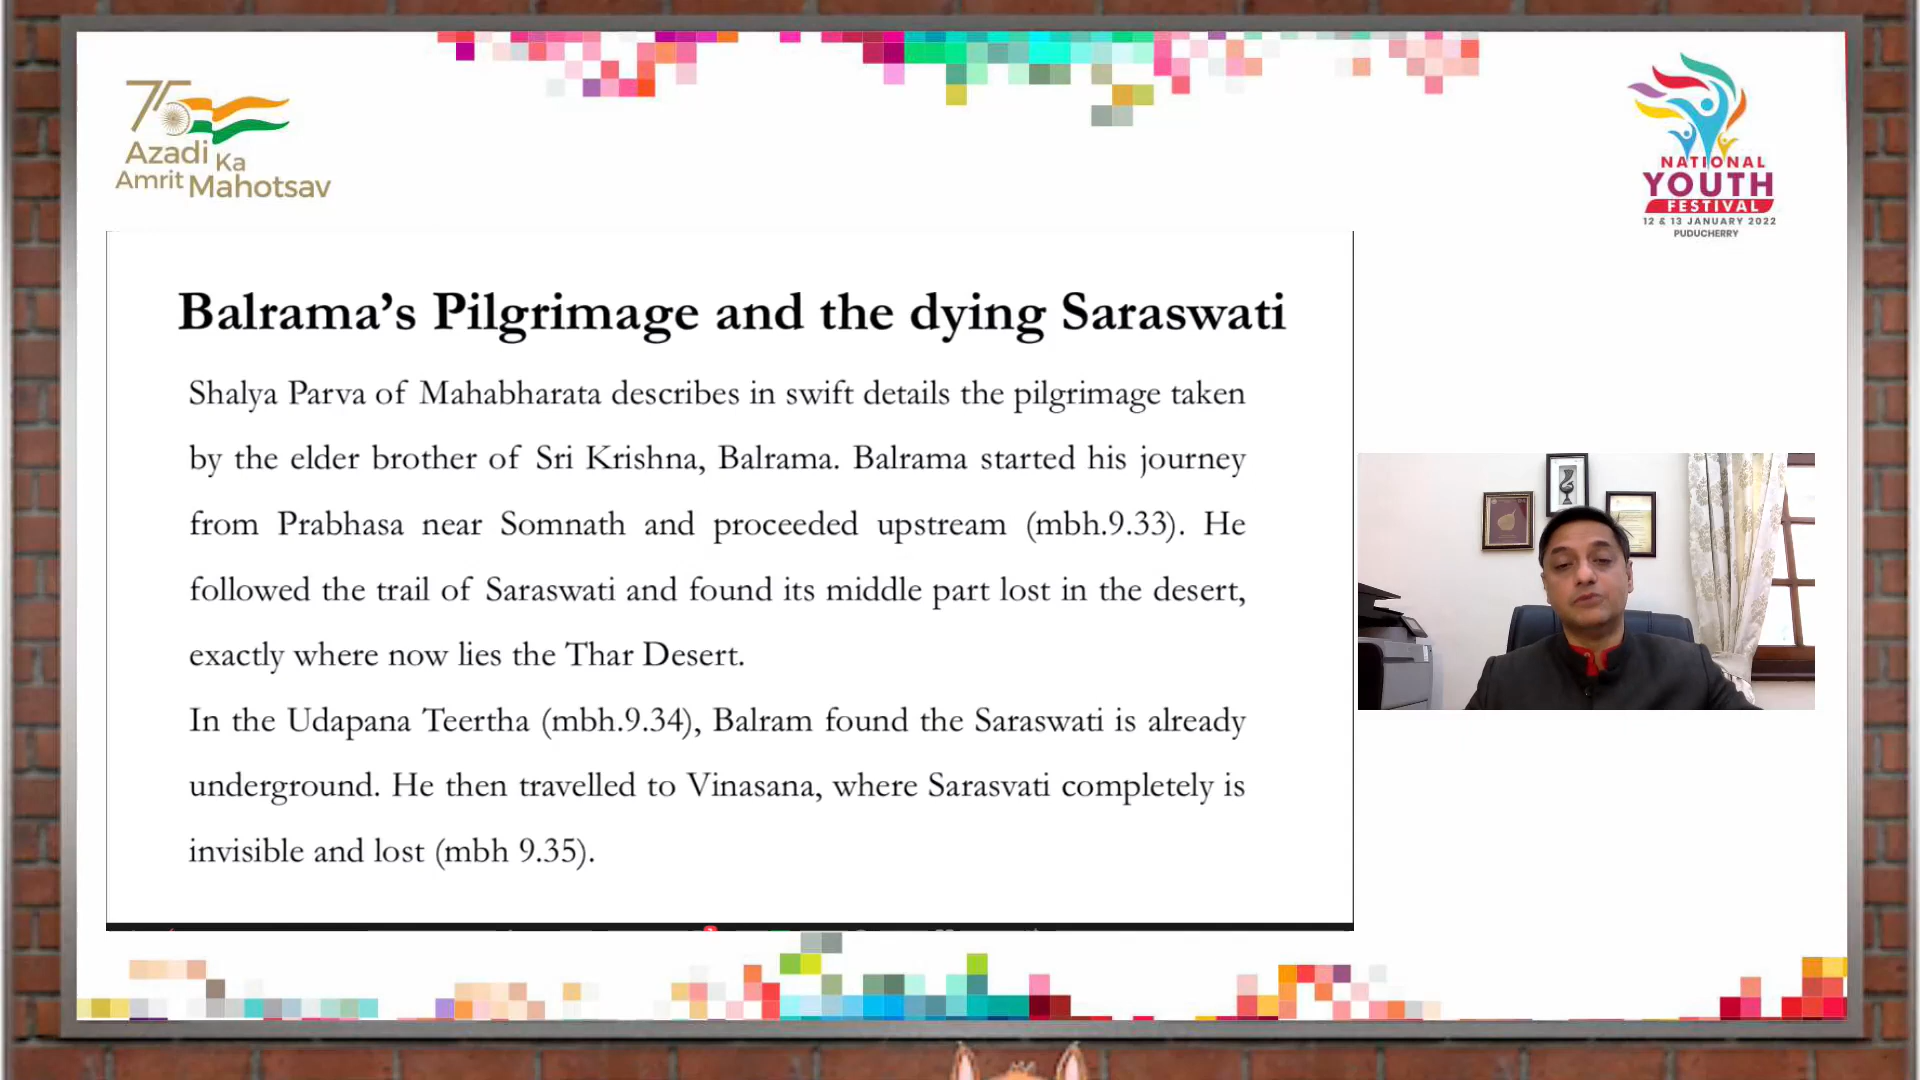 75
Azadi Ka
Amrit Mahotsav
NATIONAL
YOUTH
FESTIVAL
12 & 13 JANUARY 2022
PUDUCHERRY
Balrama’s Pilgrimage and the dying Saraswati
Shalya Parva of Mahabharata describes in swift details the pilgrimage taken
by the elder brother of Sri Krishna, Balrama. Balrama started his journey
from Prabhasa near Somnath and proceeded upstream (mbh.9.33). He
followed the trail of Saraswati and found its middle part lost in the desert,
exactly where now lies the Thar Desert.
In the Udapana Teertha (mbh.9.34), Balram found the Saraswati is already
underground. He then travelled to Vinasana, where Sarasvati completely is
invisible and lost (mbh 9.35).